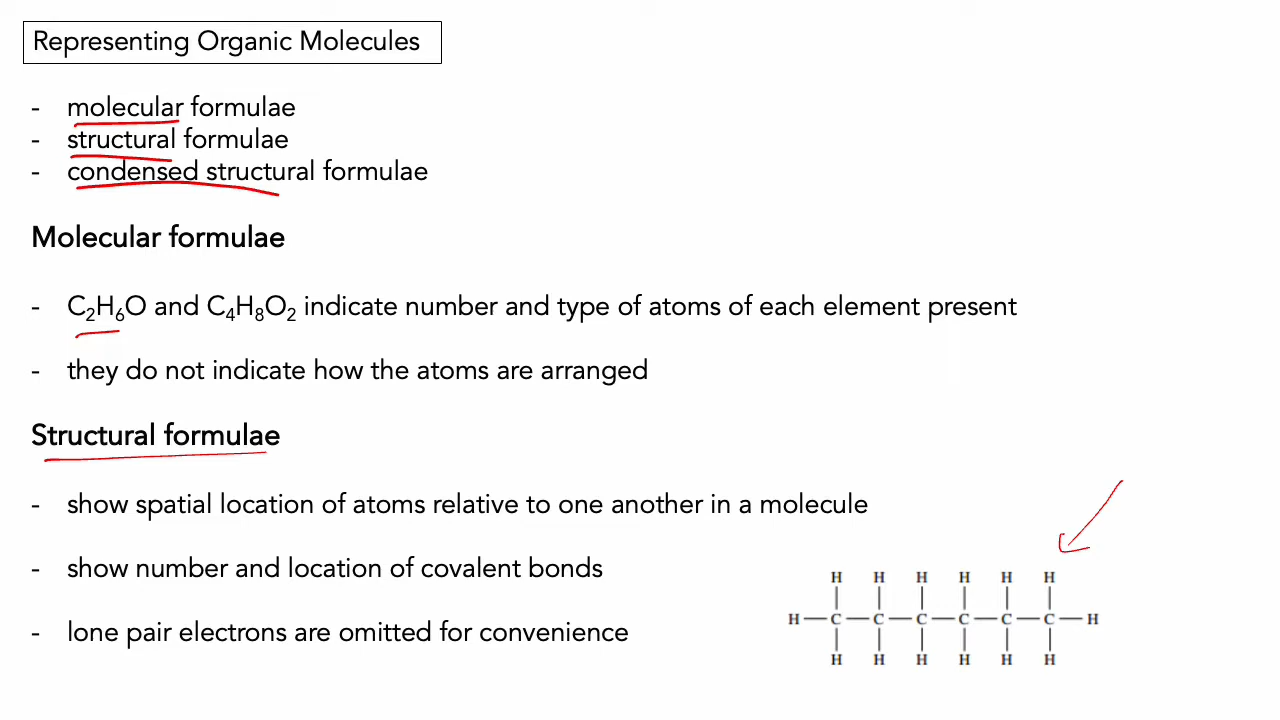 Representing Organic Molecules
- molecular formulae
- structural formulae
- condensed structural formulae
Molecular formulae
- C₂H₆O and C₄H₈O₂ indicate number and type of atoms of each element present
- they do not indicate how the atoms are arranged
Structural formulae
- show spatial location of atoms relative to one another in a molecule
- show number and location of covalent bonds
- lone pair electrons are omitted for convenience
H H H H H H
H—C—C—C—C—C—C—H
H H H H H H